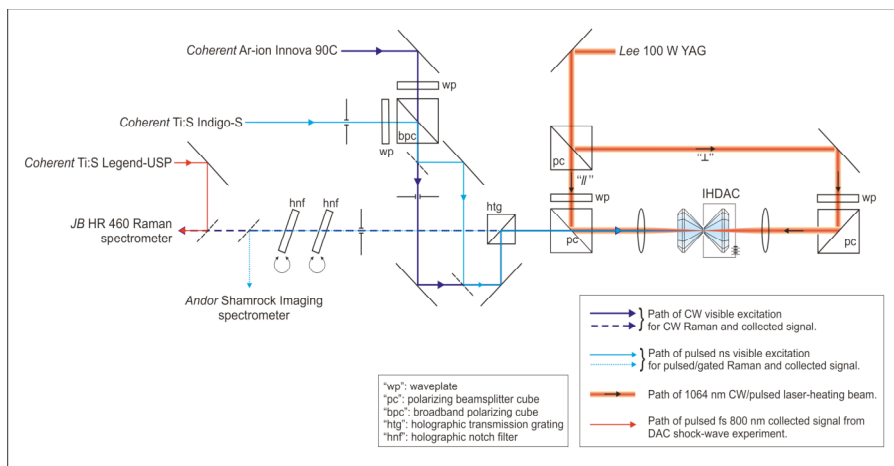 Coherent Ar-ion Innova 90C
Lee 100 W YAG
wp
Coherent Ti:S Indigo-S
bpc
wp
pc
"⊥"
Coherent Ti:S Legend-USP
"//"
IHDAC
wp
wp
hnf
hnf
htg
JB HR 460 Raman
spectrometer
pc
pc
Andor Shamrock Imaging
spectrometer
Path of CW visible excitation
for CW Raman and collected signal.
Path of pulsed ns visible excitation
for pulsed/gated Raman and collected signal.
Path of 1064 nm CW/pulsed laser-heating beam.
Path of pulsed fs 800 nm collected signal from
DAC shock-wave experiment.
"wp": waveplate
"pc": polarizing beamsplitter cube
"bpc": broadband polarizing cube
"htg": holographic transmission grating
"hnf": holographic notch filter